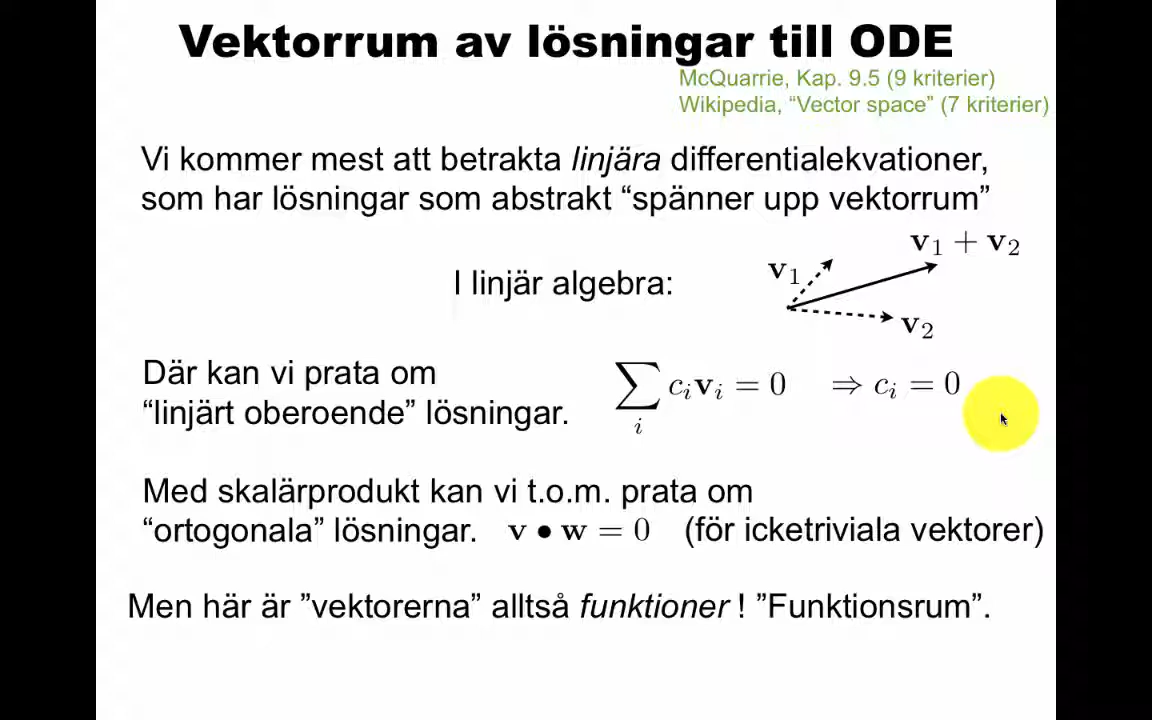 Vektorrum av lösningar till ODE
McQuarrie, Kap. 9.5 (9 kriterier)
Wikipedia, “Vector space” (7 kriterier)
Vi kommer mest att betrakta linjära differentialekvationer,
som har lösningar som abstrakt “spänner upp vektorrum”
I linjär algebra:
v₁
v₁ + v₂
v₂
Där kan vi prata om
“linjärt oberoende” lösningar.
∑ᵢ cᵢvᵢ = 0 ⇒ cᵢ = 0
Med skalärprodukt kan vi t.o.m. prata om
“ortogonala” lösningar. v • w = 0 (för icketriviala vektorer)
Men här är ”vektorerna” alltså funktioner ! ”Funktionsrum”.